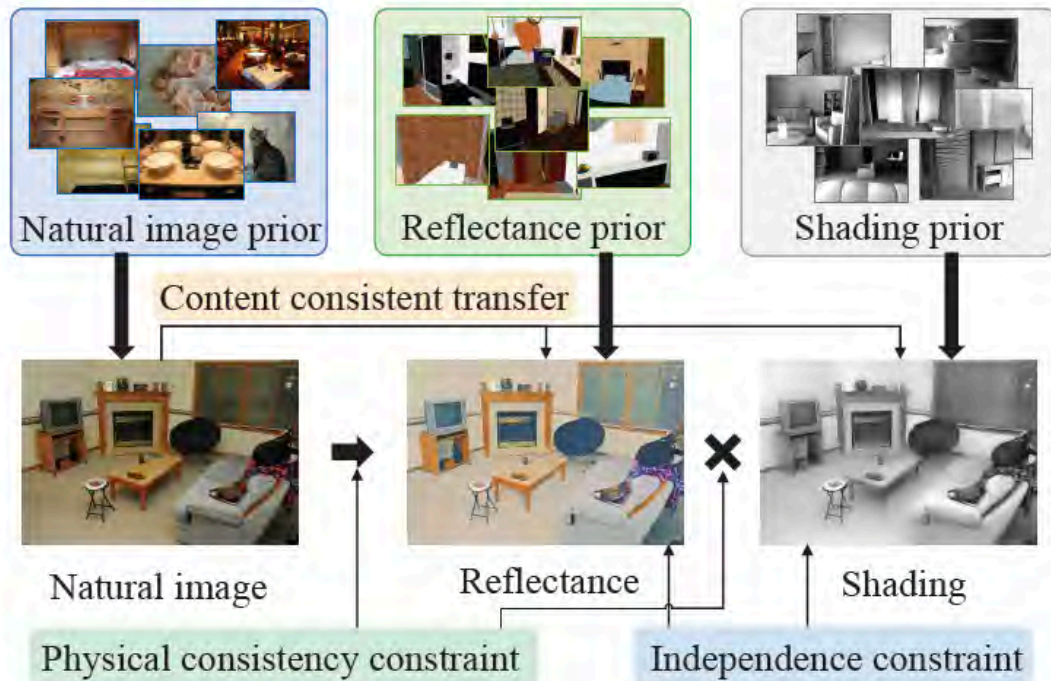 Natural image prior
Reflectance prior
Shading prior
Content consistent transfer
Natural image
Reflectance
Shading
Physical consistency constraint
Independence constraint